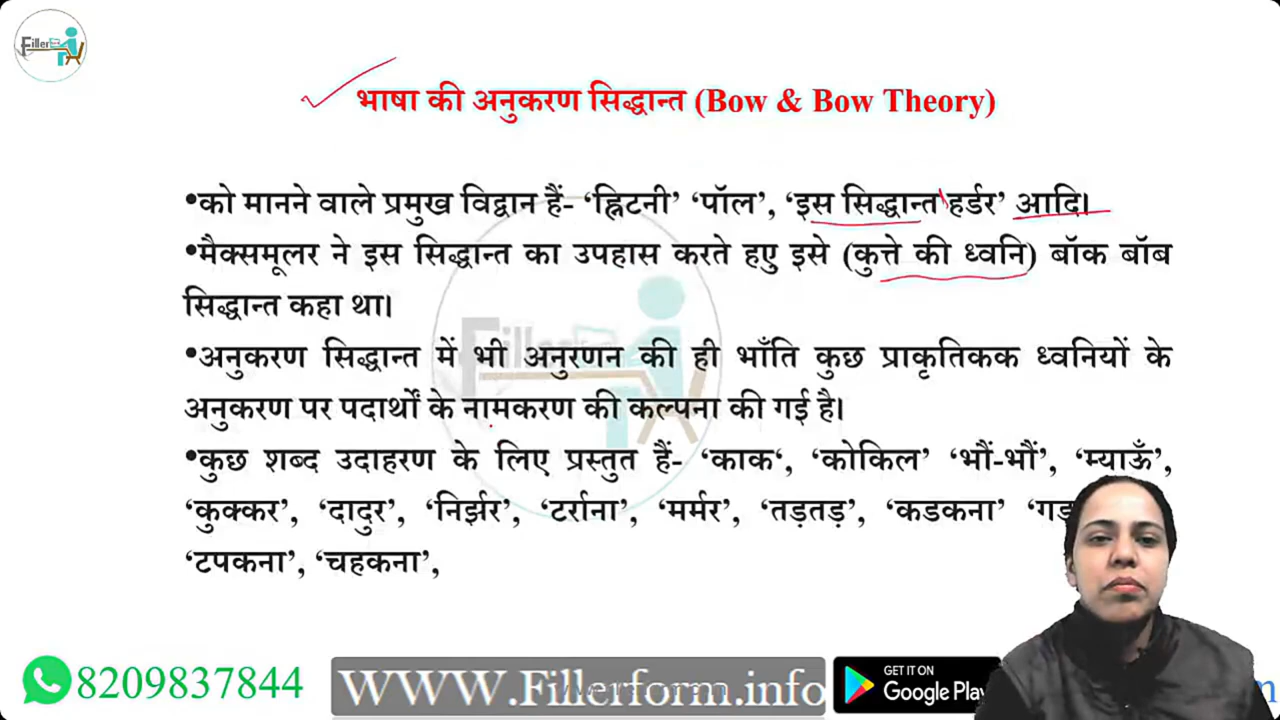 Fillerform
भाषा की अनुकरण सिद्धान्त (Bow & Bow Theory)
•को मानने वाले प्रमुख विद्वान हैं- ‘ह्निटनी’ ‘पॉल’, ‘इस सिद्धान्त हर्डर’ आदि।
•मैक्समूलर ने इस सिद्धान्त का उपहास करते हुए इसे (कुत्ते की ध्वनि) बॉक बॉब
सिद्धान्त कहा था।
•अनुकरण सिद्धान्त में भी अनुरणन की ही भाँति कुछ प्राकृतिकक ध्वनियों के
अनुकरण पर पदार्थों के नामकरण की कल्पना की गई है।
•कुछ शब्द उदाहरण के लिए प्रस्तुत हैं- ‘काक‘, ‘कोकिल’ ‘भौं-भौं’, ‘म्याऊँ’,
‘कुक्कर’, ‘दादुर’, ‘निर्झर’, ‘टर्राना’, ‘मर्मर’, ‘तड़तड़’, ‘कडकना’
‘टपकना’, ‘चहकना’,
8209837844 WWW.Fillerform.info GET IT ON
Google Play